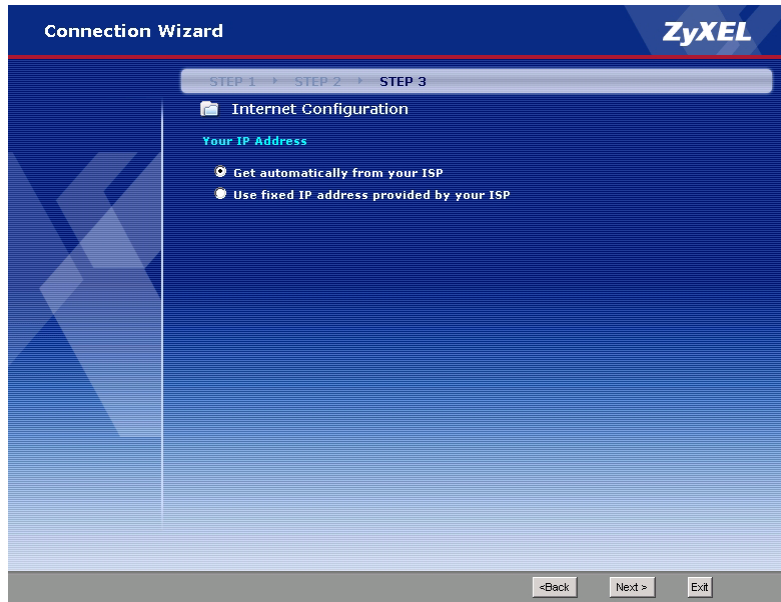 Connection Wizard
ZyXEL
STEP 1 STEP 2 STEP 3
Internet Configuration
Your IP Address
Get automatically from your ISP
Use fixed IP address provided by your ISP
<Back Next > Exit